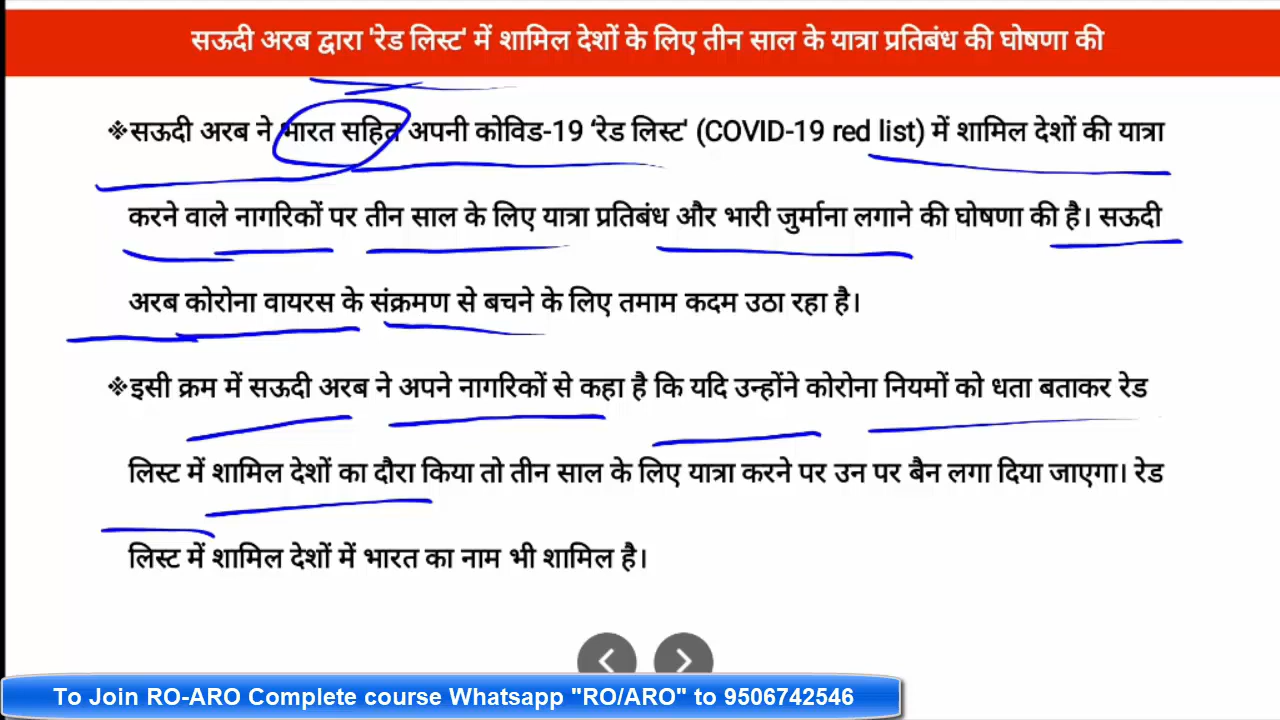 सऊदी अरब द्वारा 'रेड लिस्ट' में शामिल देशों के लिए तीन साल के यात्रा प्रतिबंध की घोषणा की
❖सऊदी अरब ने भारत सहित अपनी कोविड-19 ‘रेड लिस्ट' (COVID-19 red list) में शामिल देशों की यात्रा
करने वाले नागरिकों पर तीन साल के लिए यात्रा प्रतिबंध और भारी जुर्माना लगाने की घोषणा की है। सऊदी
अरब कोरोना वायरस के संक्रमण से बचने के लिए तमाम कदम उठा रहा है।
❖इसी क्रम में सऊदी अरब ने अपने नागरिकों से कहा है कि यदि उन्होंने कोरोना नियमों को धता बताकर रेड
लिस्ट में शामिल देशों का दौरा किया तो तीन साल के लिए यात्रा करने पर उन पर बैन लगा दिया जाएगा। रेड
लिस्ट में शामिल देशों में भारत का नाम भी शामिल है।
To Join RO-ARO Complete course Whatsapp "RO/ARO" to 9506742546